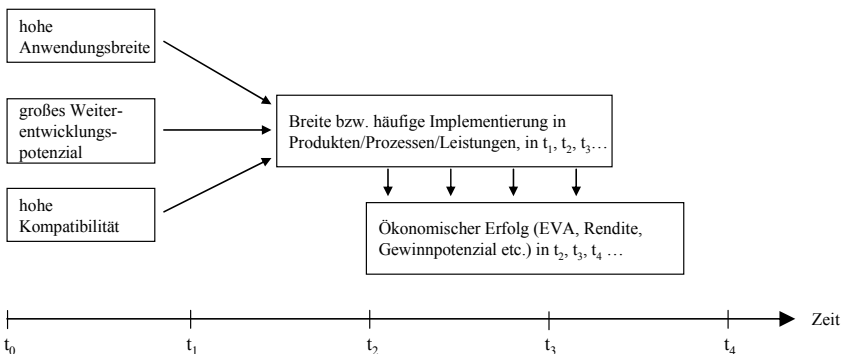 hohe
Anwendungsbreite
großes Weiter-
entwicklungs-
potenzial
hohe
Kompatibilität
Breite bzw. häufige Implementierung in
Produkten/Prozessen/Leistungen, in t₁, t₂, t₃…
Ökonomischer Erfolg (EVA, Rendite,
Gewinnpotenzial etc.) in t₂, t₃, t₄ …
Zeit
t₀ t₁ t₂ t₃ t₄